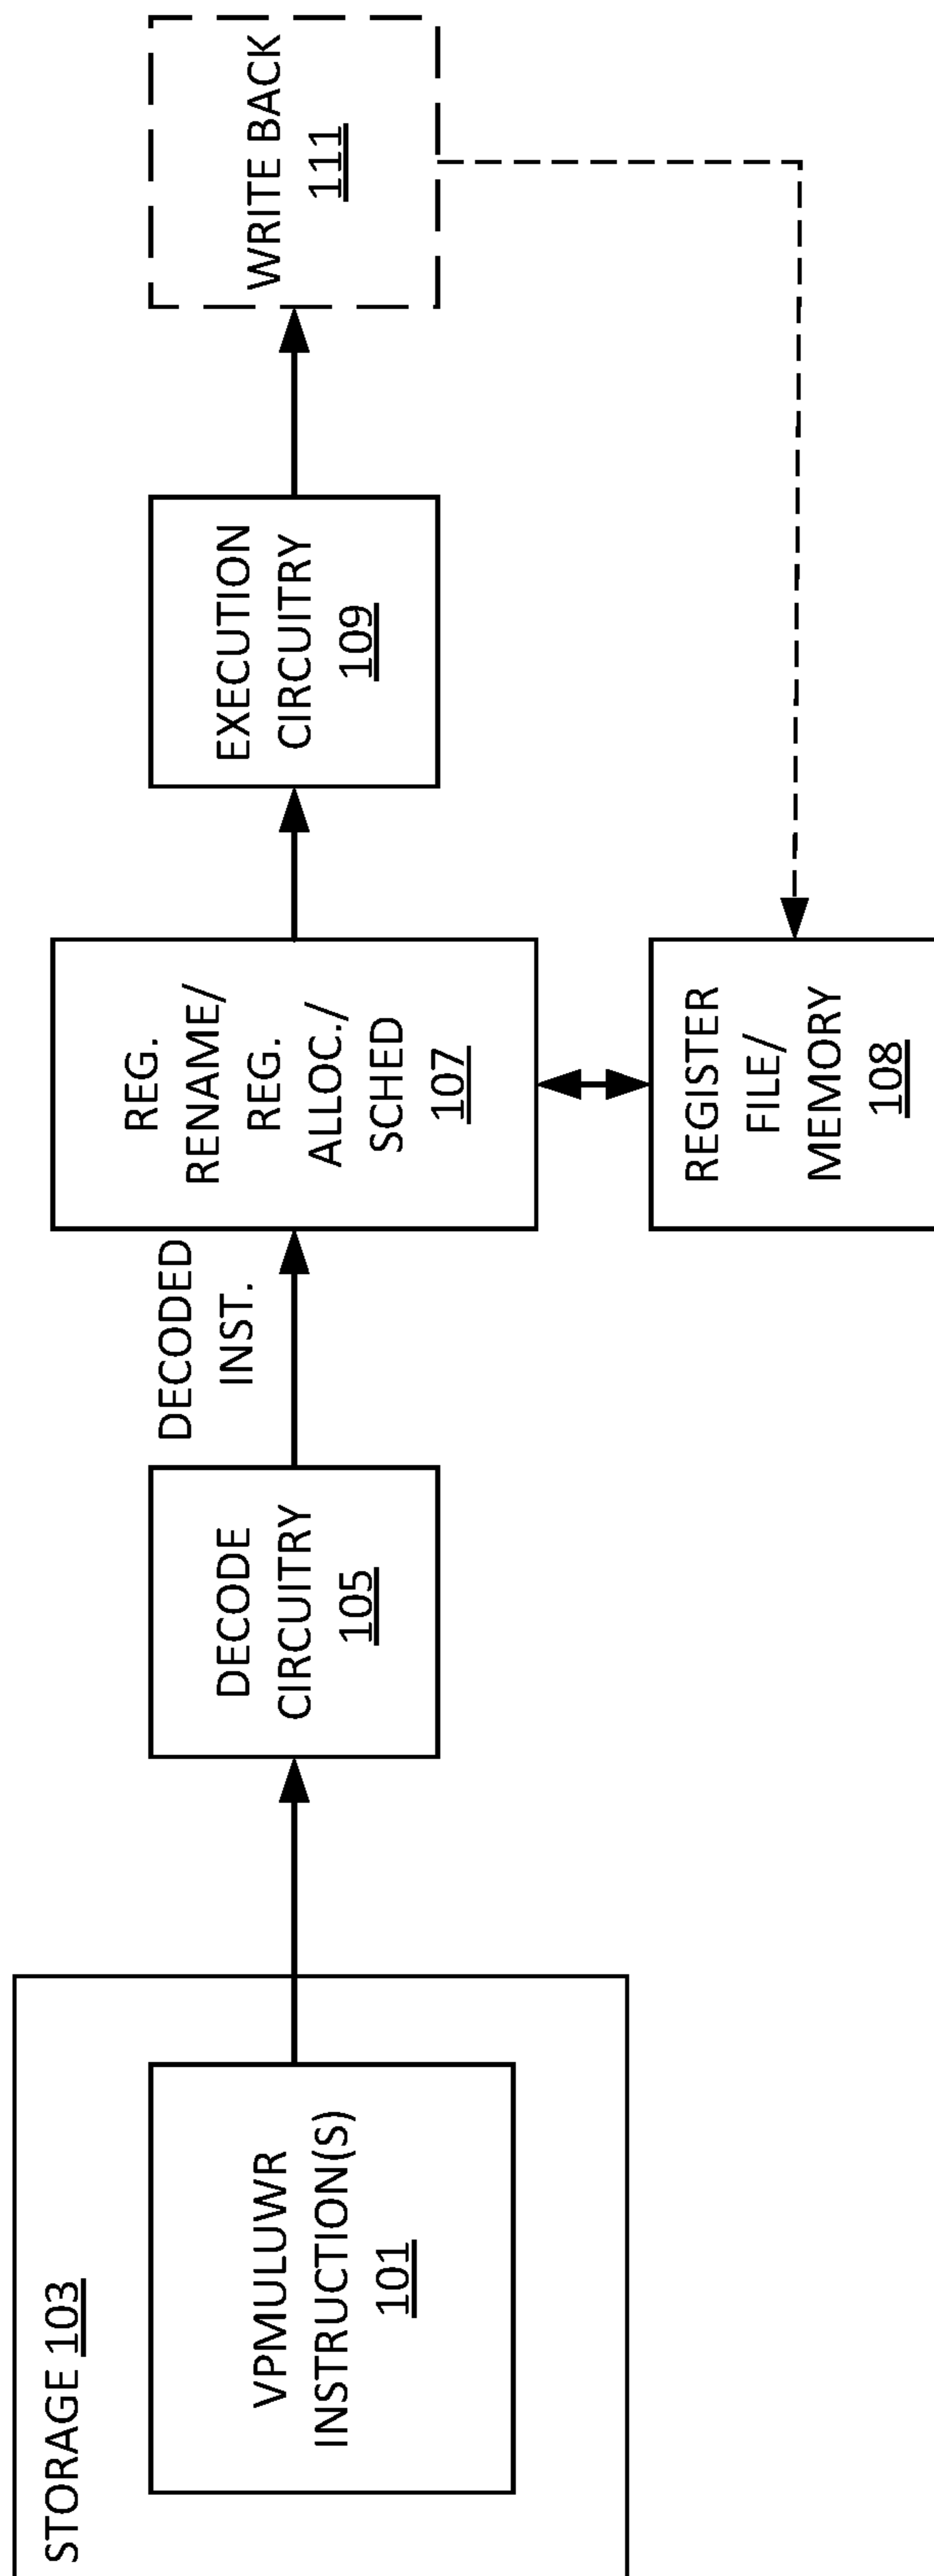 STORAGE 103
VPMULUWR
INSTRUCTION(S)
101
DECODE
CIRCUITRY
105
DECODED
INST.
REG.
RENAME/
REG.
ALLOC./
SCHED
107
REGISTER
FILE/
MEMORY
108
EXECUTION
CIRCUITRY
109
WRITE BACK
111